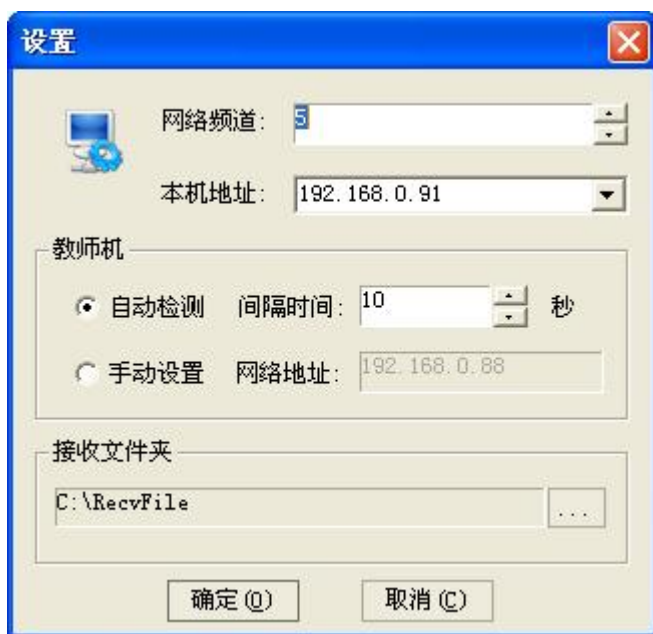 设置
网络频道: 5
本机地址: 192.168.0.91
教师机
自动检测 间隔时间: 10 秒
手动设置 网络地址: 192.168.0.88
接收文件夹
C:\RecvFile ...
确定(O) 取消(C)